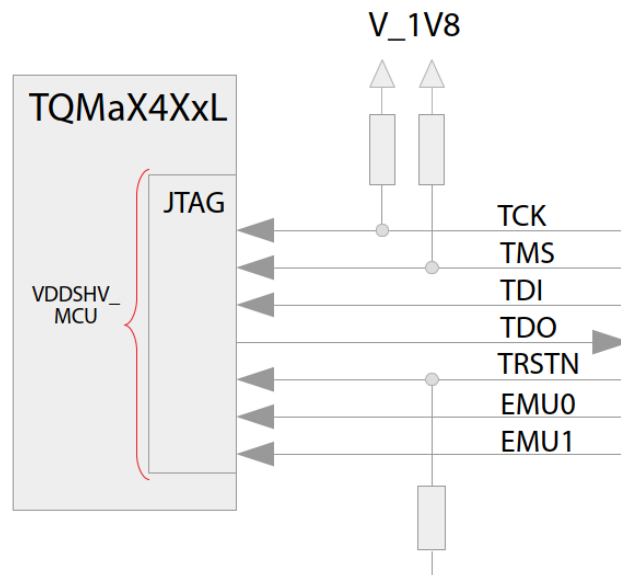 V_1V8
TQMaX4XxL
JTAG
TCK
TMS
VDDSHV_
MCU
TDI
TDO
TRSTN
EMU0
EMU1